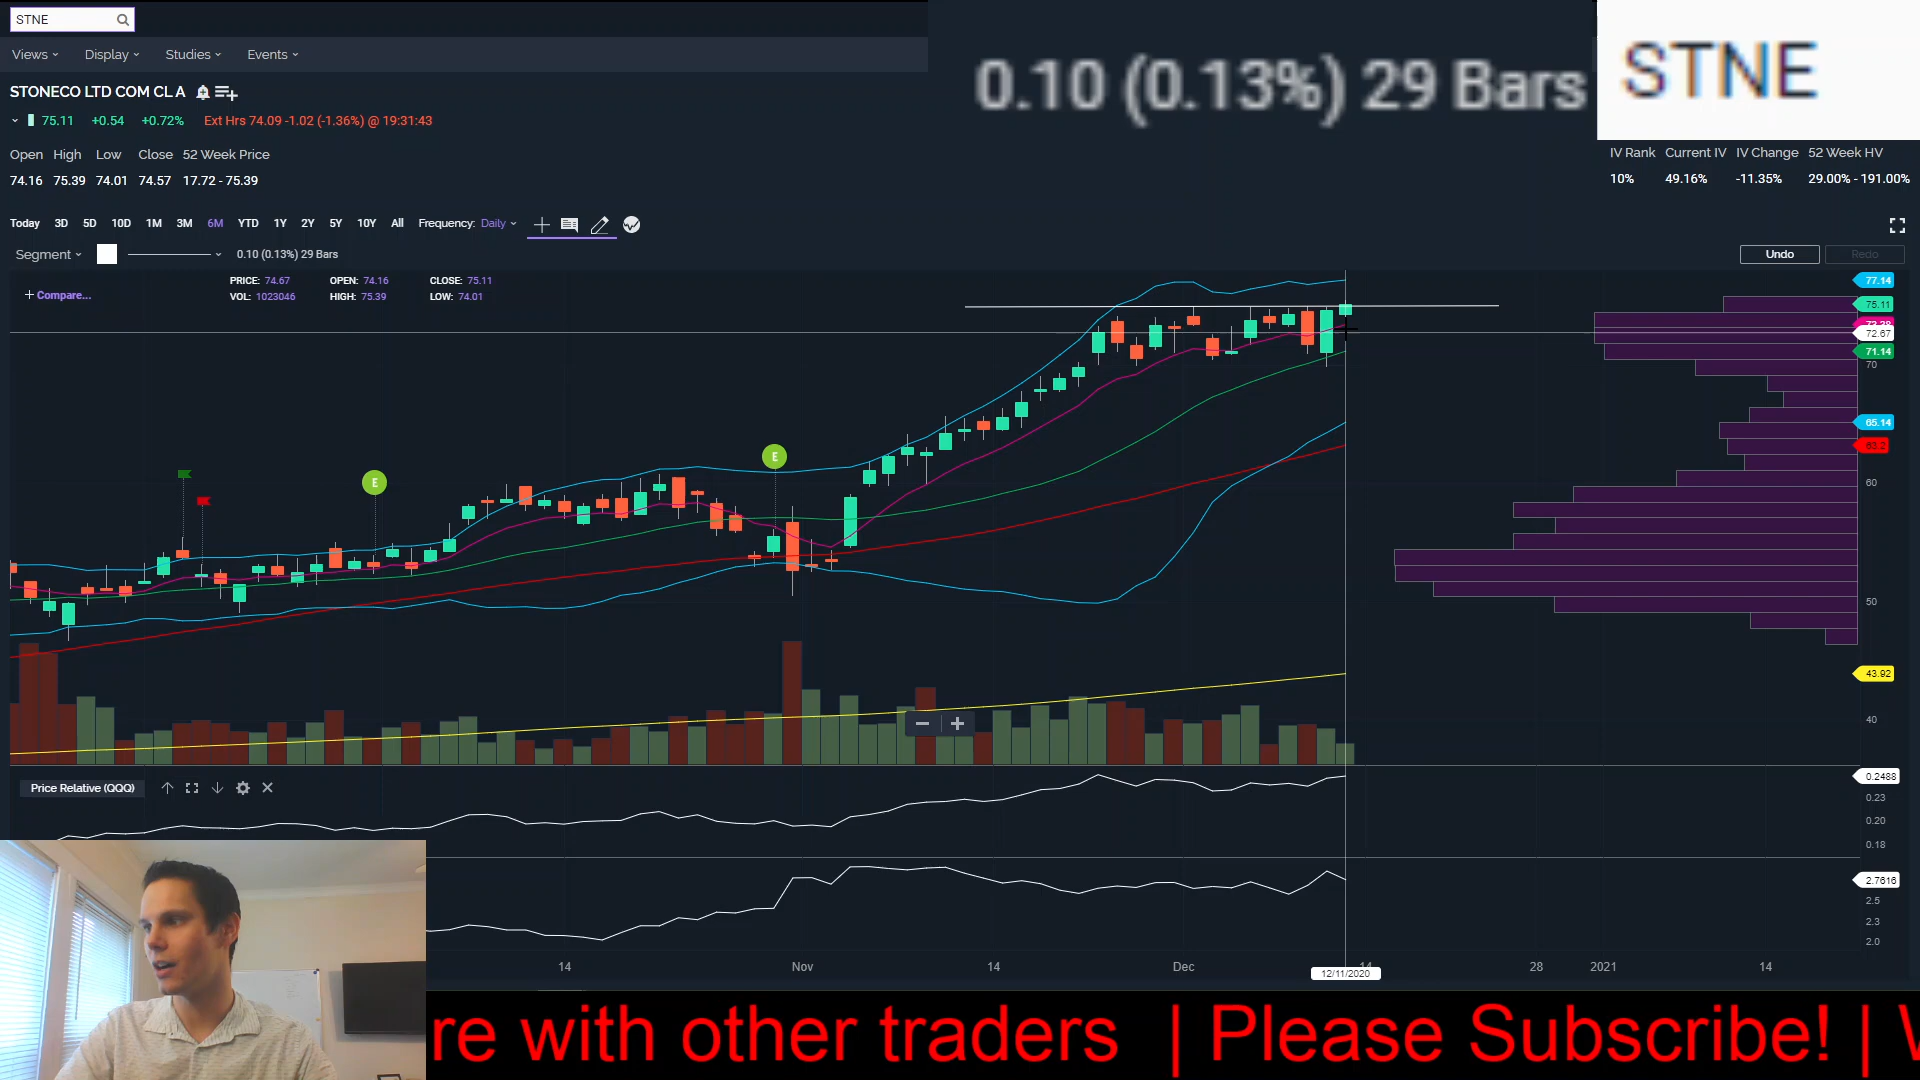 STNE
Views Display Studies Events
0.10 (0.13%) 29 Bars
STNE
STONECO LTD COM CL A
75.11 +0.54 +0.72% Ext Hrs 74.09 -1.02 (-1.36%) @ 19:31:43
Open High Low Close 52 Week Price
74.16 75.39 74.01 74.57 17.72 - 75.39
IV Rank Current IV IV Change 52 Week HV
10% 49.16% -11.35% 29.00% - 191.00%
Today 3D 5D 10D 1M 3M 6M YTD 1Y 2Y 5Y 10Y All Frequency: Daily
Segment 0.10 (0.13%) 29 Bars
Undo Redo
PRICE: 74.67 OPEN: 74.16 CLOSE: 75.11
VOL: 1023046 HIGH: 75.39 LOW: 74.01
+ Compare...
77.14
75.11
72.67
71.14
70
65.14
63.2
60
50
43.92
40
E
E
Price Relative (QQQ)
0.2488
0.23
0.20
0.18
2.7616
2.5
2.3
2.0
14 Nov 14 Dec 14 28 2021 14
12/11/2020
re with other traders | Please Subscribe! |